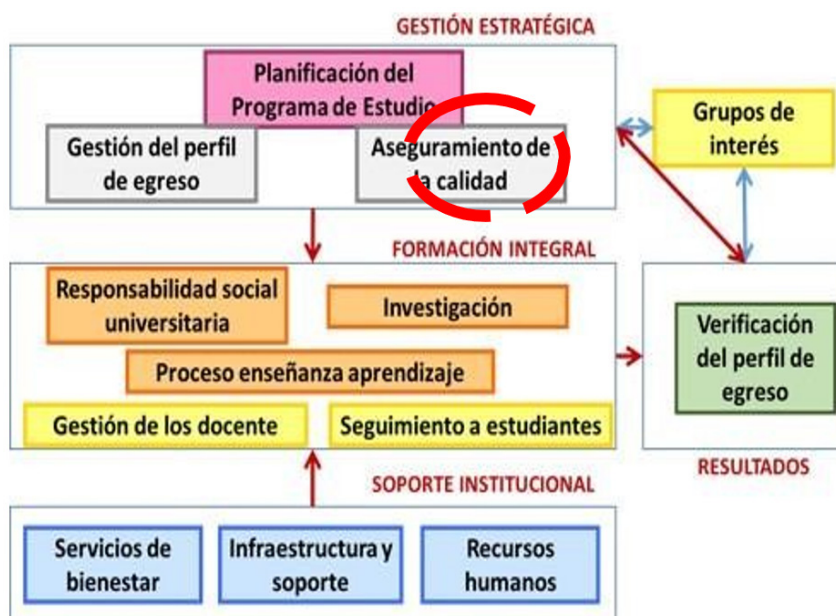 GESTIÓN ESTRATÉGICA
Planificación del
Programa de Estudio
Gestión del perfil
de egreso
Aseguramiento de
la calidad
Grupos de
interés
FORMACIÓN INTEGRAL
Responsabilidad social
universitaria
Investigación
Proceso enseñanza aprendizaje
Gestión de los docente
Seguimiento a estudiantes
Verificación
del perfil de
egreso
RESULTADOS
SOPORTE INSTITUCIONAL
Servicios de
bienestar
Infraestructura y
soporte
Recursos
humanos